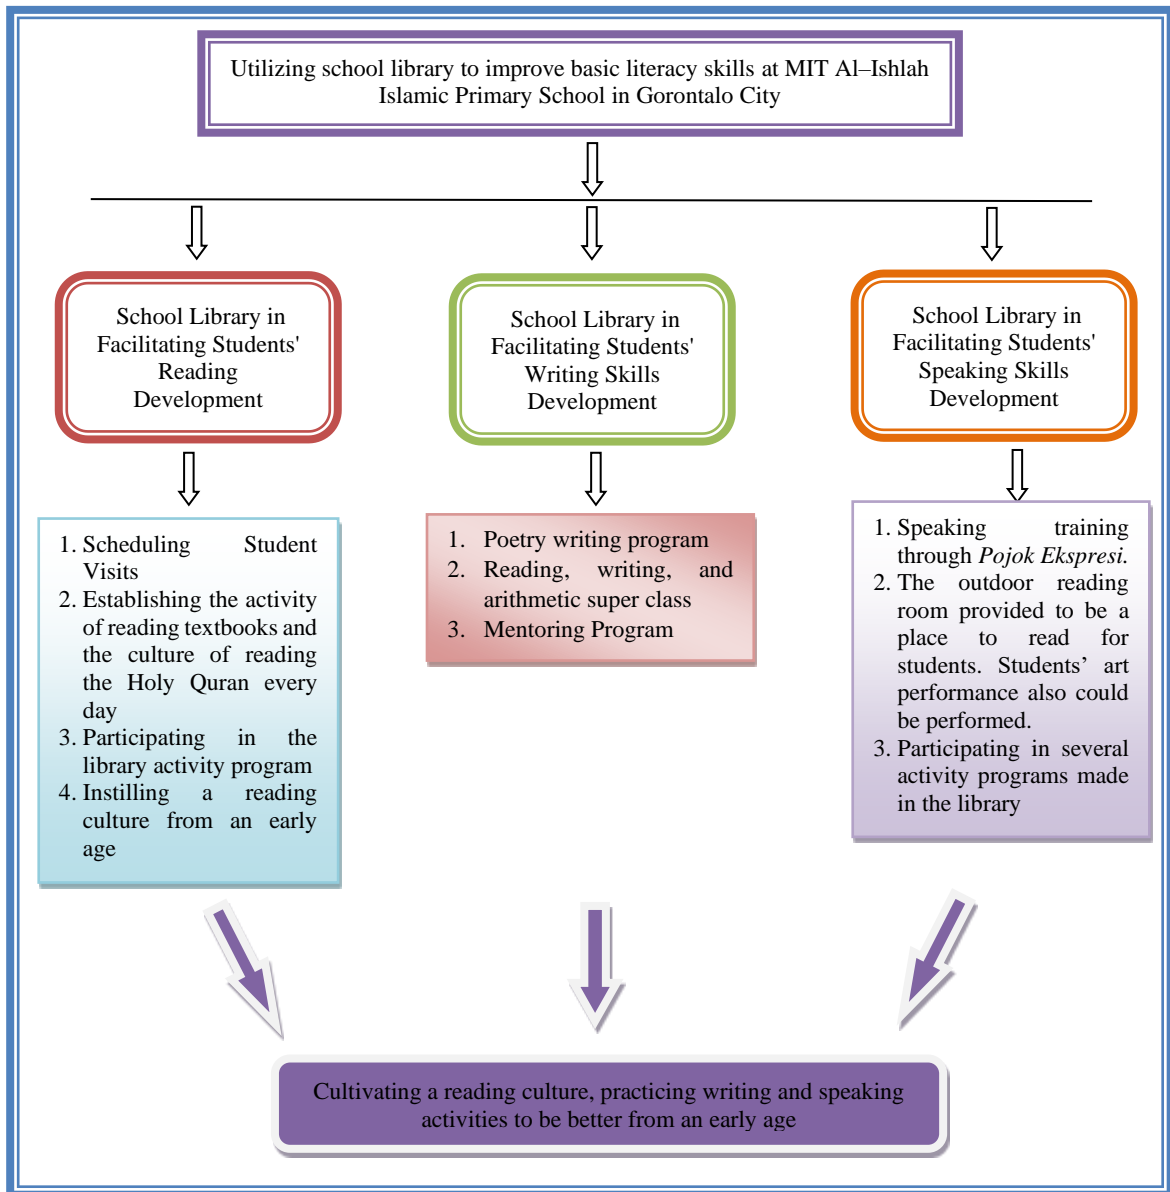 Utilizing school library to improve basic literacy skills at MIT Al–Ishlah
Islamic Primary School in Gorontalo City
School Library in
Facilitating Students'
Reading
Development
School Library in
Facilitating Students'
Writing Skills
Development
School Library in
Facilitating Students'
Speaking Skills
Development
1. Scheduling Student
Visits
2. Establishing the activity
of reading textbooks and
the culture of reading
the Holy Quran every
day
3. Participating in the
library activity program
4. Instilling a reading
culture from an early
age
1. Poetry writing program
2. Reading, writing, and
arithmetic super class
3. Mentoring Program
1. Speaking training
through Pojok Ekspresi.
2. The outdoor reading
room provided to be a
place to read for
students. Students’ art
performance also could
be performed.
3. Participating in several
activity programs made
in the library
Cultivating a reading culture, practicing writing and speaking
activities to be better from an early age